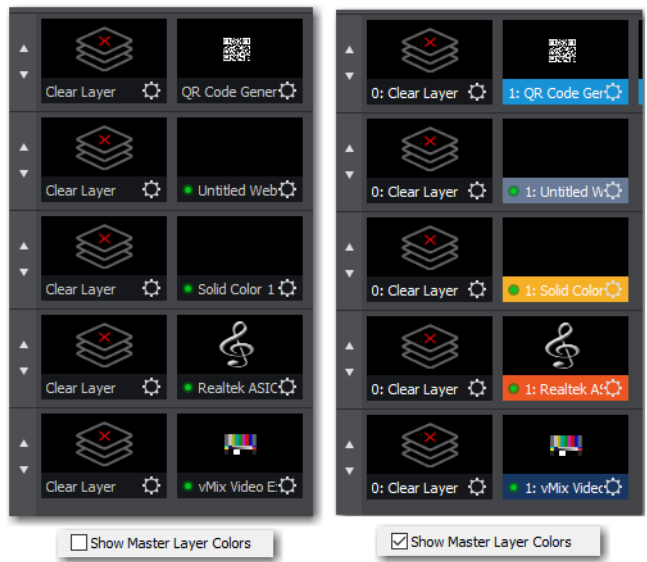 Clear Layer
QR Code Gener
Clear Layer
Untitled Web
Clear Layer
Solid Color 1
Clear Layer
Realtek ASIC
Clear Layer
vMix Video E:
Show Master Layer Colors
0: Clear Layer
1: QR Code Ger
0: Clear Layer
1: Untitled W
0: Clear Layer
1: Solid Color
0: Clear Layer
1: Realtek AS
0: Clear Layer
1: vMix Videc
Show Master Layer Colors